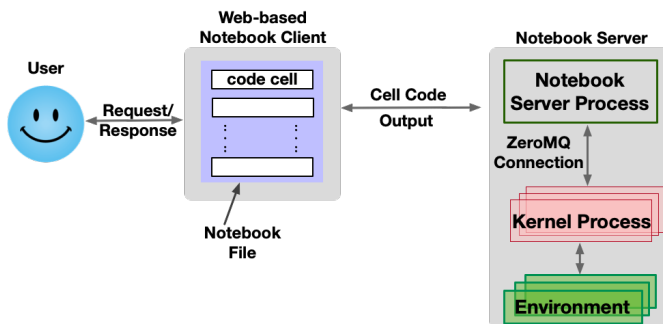 Web-based
Notebook Client
Notebook Server
User
code cell
Notebook
Server Process
Request/
Response
Cell Code
Output
ZeroMQ
Connection
Kernel Process
Notebook
File
Environment